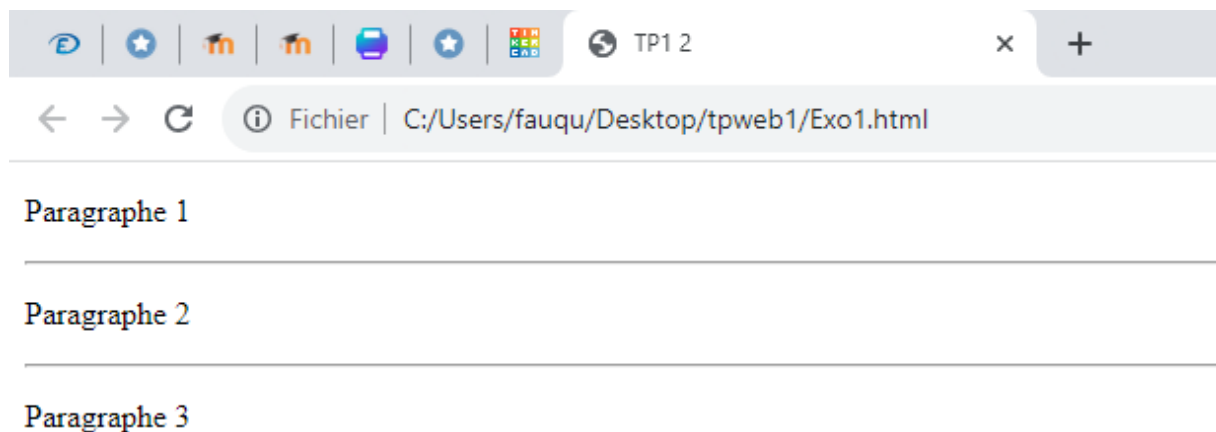 TP1 2
Fichier C:/Users/fauqu/Desktop/tpweb1/Exo1.html
Paragraphe 1
Paragraphe 2
Paragraphe 3